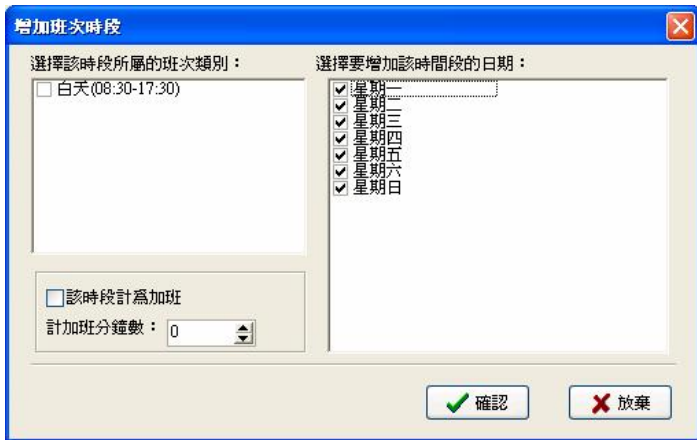 增加班次時段
選擇該時段所屬的班次類別：
白天(08:30-17:30)
選擇要增加該時間段的日期：
星期一
星期二
星期三
星期四
星期五
星期六
星期日
該時段計爲加班
計加班分鐘數：0
確認
放棄